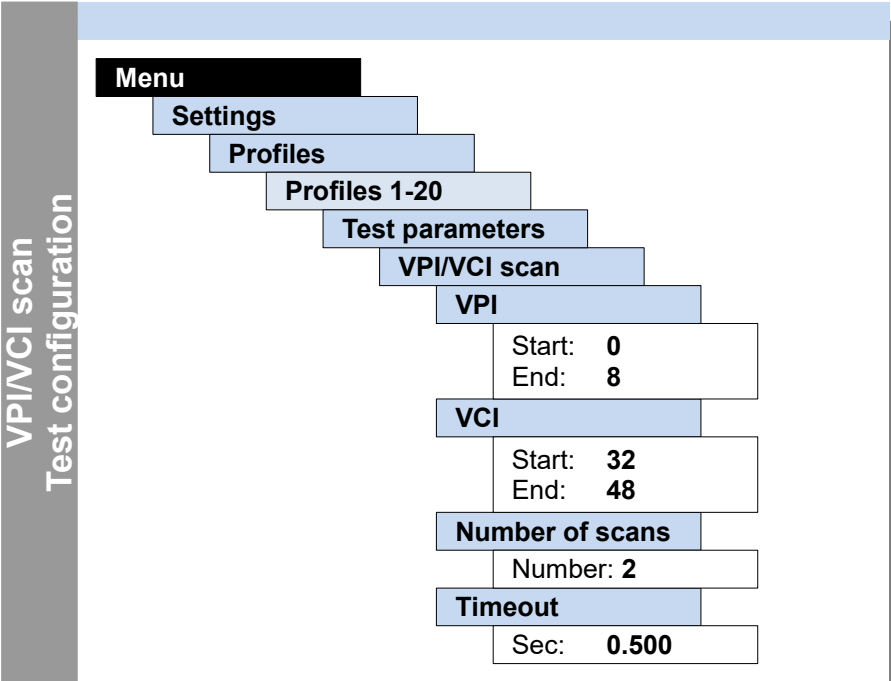 VPI/VCI scan
Test configuration
Menu
Settings
Profiles
Profiles 1-20
Test parameters
VPI/VCI scan
VPI
Start: 0
End: 8
VCI
Start: 32
End: 48
Number of scans
Number: 2
Timeout
Sec: 0.500